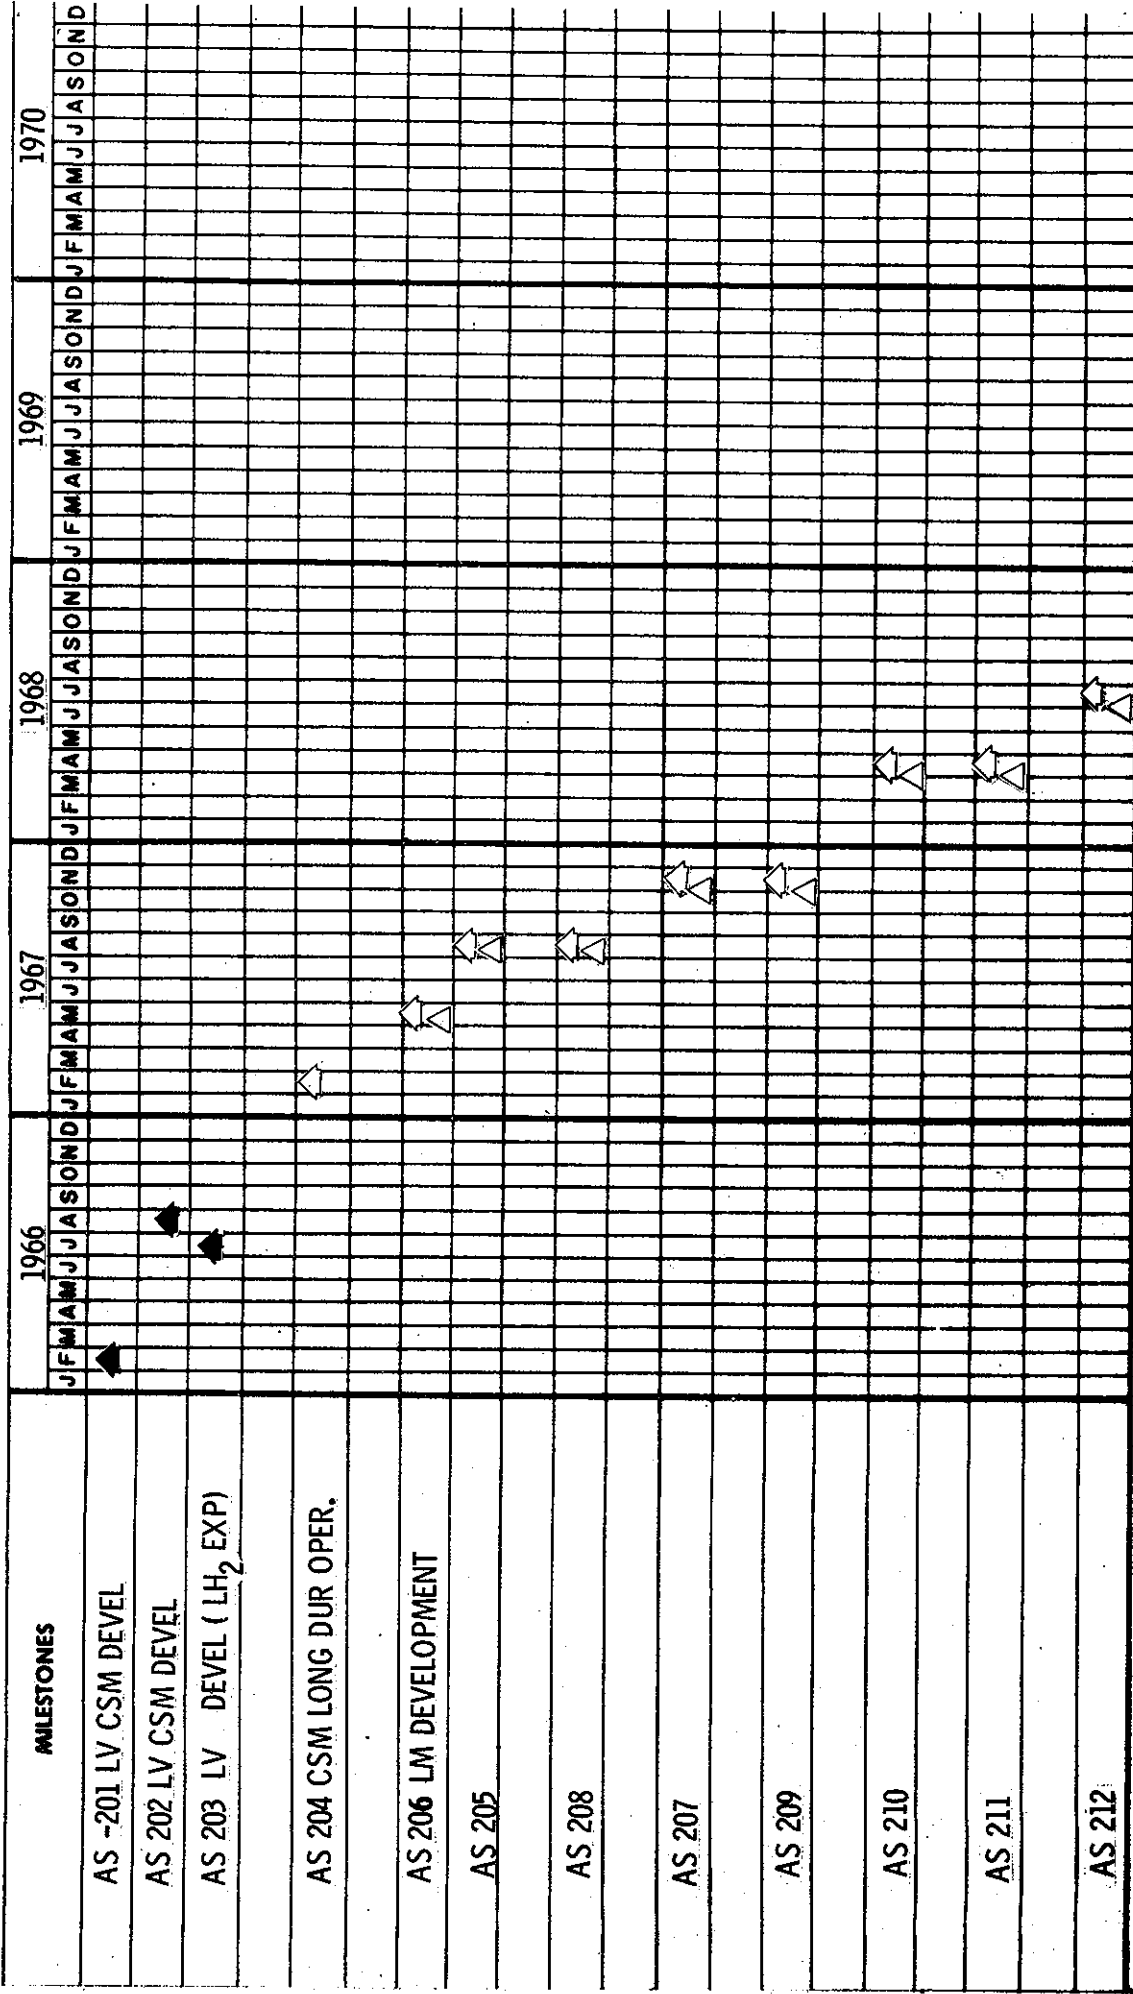 MILESTONES
1966 1967 1968 1969 1970
J F M A M J J A S O N D J F M A M J J A S O N D J F M A M J J A S O N D J F M A M J J A S O N D J F M A M J J A S O N D
AS -201 LV CSM DEVEL
AS 202 LV CSM DEVEL
AS 203 LV DEVEL ( LH2 EXP)
AS 204 CSM LONG DUR OPER.
AS 206 LM DEVELOPMENT
AS 205
AS 208
AS 207
AS 209
AS 210
AS 211
AS 212